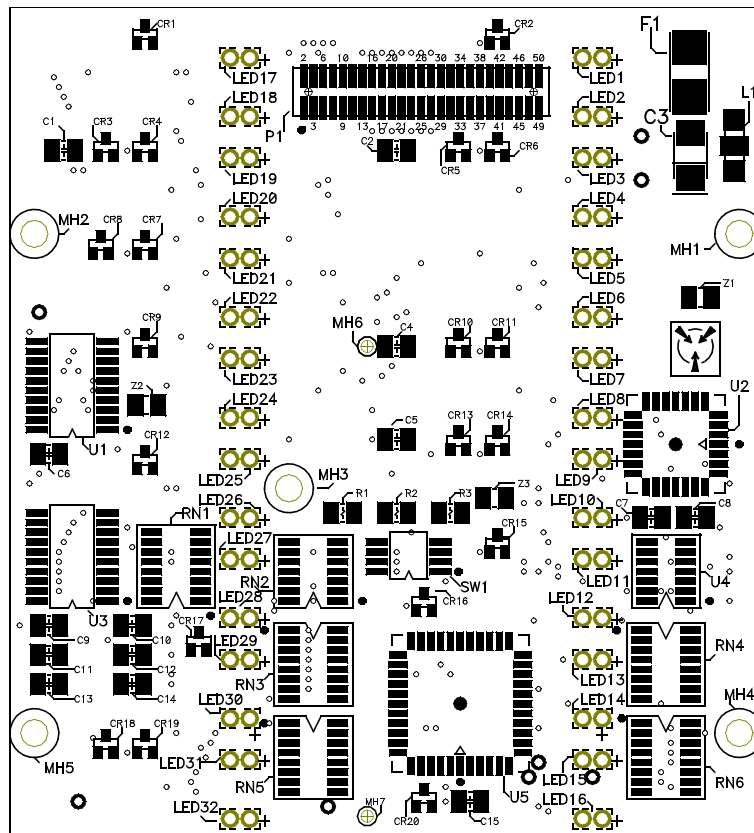 CR1
CR2
F1
2 6 10 16 20 26 30 34 38 42 46 50
LED17
LED1
LED18
LED2
L1
C3
P1
3 9 13 17 21 25 29 33 37 41 45 49
C1
CR3
CR4
C2
CR5
CR6
LED19
LED3
LED20
LED4
MH2
CR8
CR7
MH1
LED21
LED5
Z1
LED22
LED6
CR9
MH6
C4
CR10
CR11
LED23
LED7
Z2
U2
LED24
LED8
C5
CR13
CR14
U1
CR12
C6
LED25
MH3
LED9
LED26
R1
R2
R3
Z3
LED10
C7
C8
RN1
LED27
CR15
RN2
SW1
LED11
U4
U3
LED28
CR16
LED12
CR17
C9
C10
LED29
RN4
C11
C12
RN3
LED13
C13
C14
LED30
LED14
MH4
CR18
CR19
MH5
LED31
RN5
U5
LED15
RN6
LED32
MH7
CR20
C15
LED16